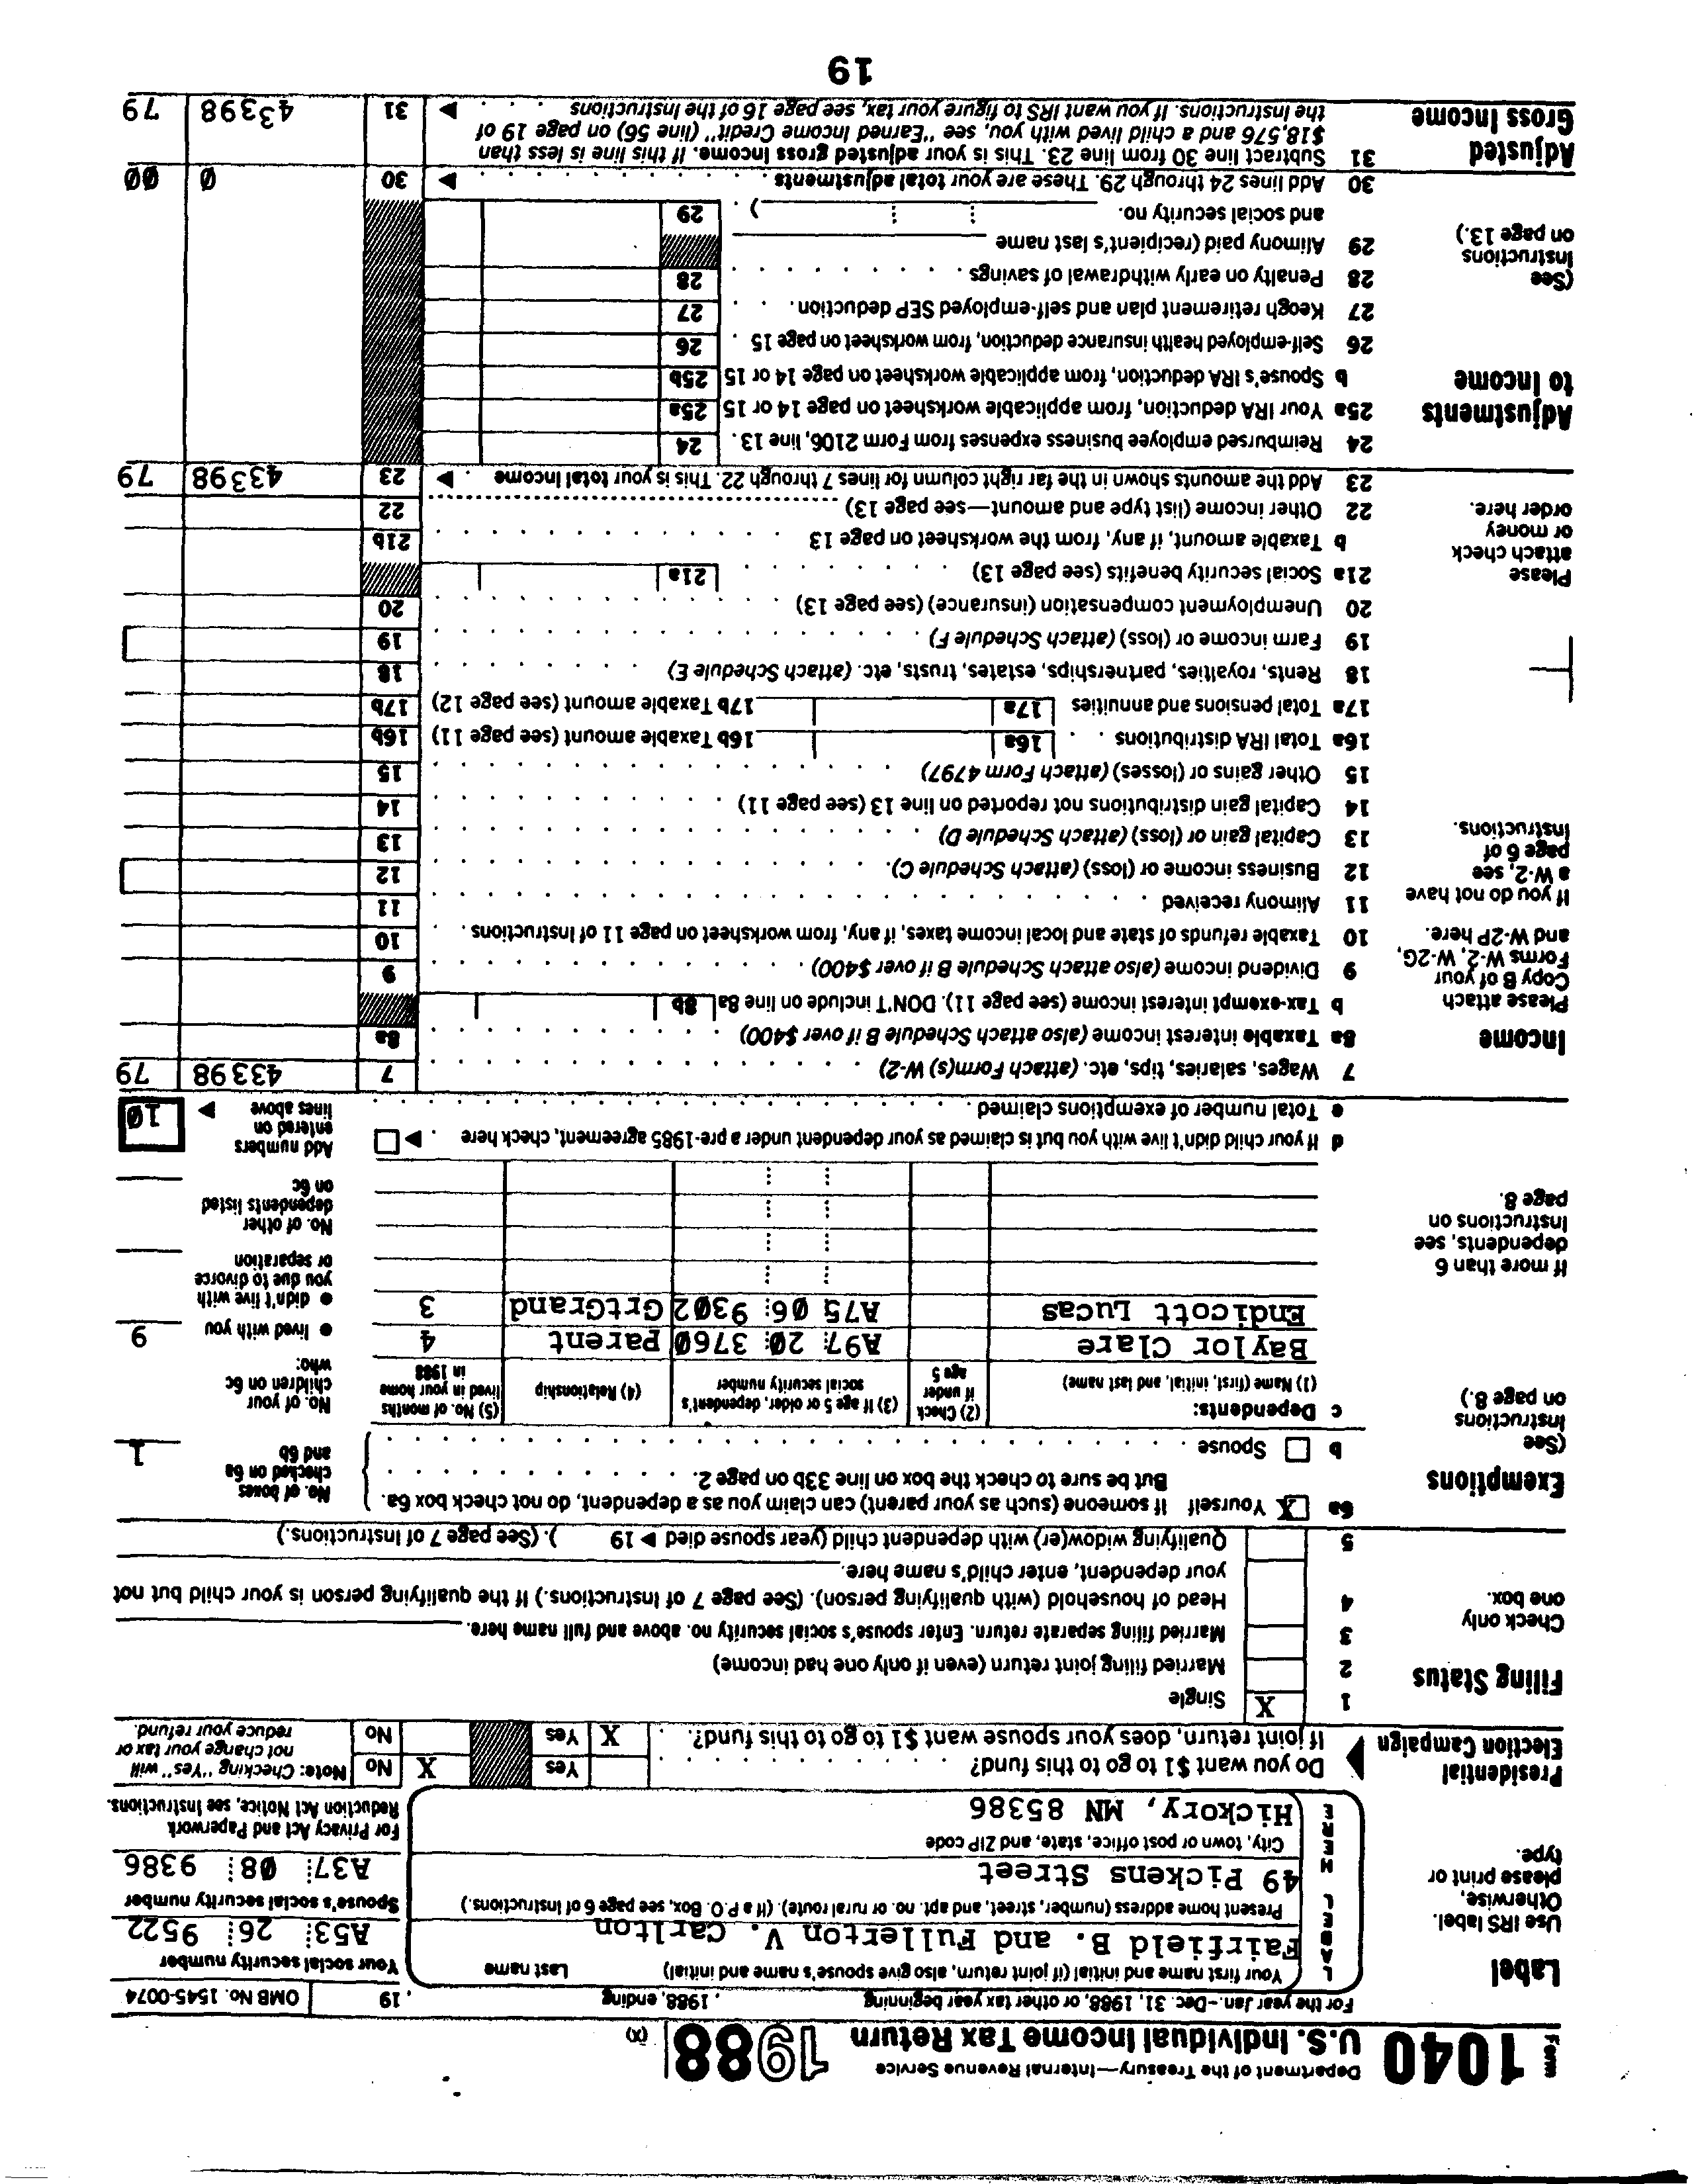 Form 1040 Department of the Treasury—Internal Revenue Service
U.S. Individual Income Tax Return 1988 (X)
For the year Jan.-Dec. 31, 1988, or other tax year beginning , 1988, ending , 19 OMB No. 1545-0074
Label
Use IRS label.
Otherwise,
please print or
type.
LABEL HERE
Your first name and initial (if joint return, also give spouse's name and initial) Last name
Fairfield B. and Fullerton V. Carlton
Present home address (number, street, and apt. no. or rural route). (If a P.O. Box, see page 6 of Instructions.)
49 Pickens Street
City, town or post office, state, and ZIP code
Hickory, MN 85386
Your social security number
A53 26 9522
Spouse's social security number
A37 08 9386
For Privacy Act and Paperwork
Reduction Act Notice, see Instructions.
Presidential
Election Campaign
Do you want $1 to go to this fund? Yes X No
If joint return, does your spouse want $1 to go to this fund? X Yes No
Note: Checking "Yes" will
not change your tax or
reduce your refund.
Filing Status
Check only
one box.
1 X Single
2 Married filing joint return (even if only one had income)
3 Married filing separate return. Enter spouse's social security no. above and full name here.
4 Head of household (with qualifying person). (See page 7 of Instructions.) If the qualifying person is your child but not
your dependent, enter child's name here.
5 Qualifying widow(er) with dependent child (year spouse died ▶ 19 ). (See page 7 of Instructions.)
Exemptions
(See
Instructions
on page 8.)
6a X Yourself If someone (such as your parent) can claim you as a dependent, do not check box 6a.
But be sure to check the box on line 33b on page 2.
b Spouse
No. of boxes
checked on 6a
and 6b 1
c Dependents:
(1) Name (first, initial, and last name)
(2) Check
if under
age 5
(3) If age 5 or older, dependent's
social security number
(4) Relationship
(5) No. of months
lived in your home
in 1988
Baylor Clare A97 20 3760 Parent 4
Endicott Lucas A75 06 9302 GrtGrand 3
If more than 6
dependents, see
Instructions on
page 8.
No. of your
children on 6c
who:
● lived with you 9
● didn't live with
you due to divorce
or separation
No. of other
dependents listed
on 6c
d If your child didn't live with you but is claimed as your dependent under a pre-1985 agreement, check here ▶
e Total number of exemptions claimed
Add numbers
entered on
lines above ▶ 10
Income
Please attach
Copy B of your
Forms W-2, W-2G,
and W-2P here.
If you do not have
a W-2, see
page 6 of
Instructions.
7 Wages, salaries, tips, etc. (attach Form(s) W-2) 7 43398 79
8a Taxable interest income (also attach Schedule B if over $400) 8a
b Tax-exempt interest income (see page 11). DON'T include on line 8a 8b
9 Dividend income (also attach Schedule B if over $400) 9
10 Taxable refunds of state and local income taxes, if any, from worksheet on page 11 of Instructions 10
11 Alimony received 11
12 Business income or (loss) (attach Schedule C) 12
13 Capital gain or (loss) (attach Schedule D) 13
14 Capital gain distributions not reported on line 13 (see page 11) 14
15 Other gains or (losses) (attach Form 4797) 15
16a Total IRA distributions 16a 16b Taxable amount (see page 11) 16b
17a Total pensions and annuities 17a 17b Taxable amount (see page 12) 17b
18 Rents, royalties, partnerships, estates, trusts, etc. (attach Schedule E) 18
19 Farm income or (loss) (attach Schedule F) 19
20 Unemployment compensation (insurance) (see page 13) 20
21a Social security benefits (see page 13) 21a
b Taxable amount, if any, from the worksheet on page 13 21b
22 Other income (list type and amount—see page 13) 22
23 Add the amounts shown in the far right column for lines 7 through 22. This is your total income ▶ 23 43398 79
Please
attach check
or money
order here.
Adjustments
to Income
(See
Instructions
on page 13.)
24 Reimbursed employee business expenses from Form 2106, line 13. 24
25a Your IRA deduction, from applicable worksheet on page 14 or 15 25a
b Spouse's IRA deduction, from applicable worksheet on page 14 or 15 25b
26 Self-employed health insurance deduction, from worksheet on page 15 26
27 Keogh retirement plan and self-employed SEP deduction 27
28 Penalty on early withdrawal of savings 28
29 Alimony paid (recipient's last name
and social security no. ) 29
30 Add lines 24 through 29. These are your total adjustments ▶ 30 0 00
Adjusted
Gross Income
31 Subtract line 30 from line 23. This is your adjusted gross income. If this line is less than
$18,576 and a child lived with you, see "Earned Income Credit" (line 56) on page 19 of
the Instructions. If you want IRS to figure your tax, see page 16 of the Instructions ▶ 31 43398 79
19